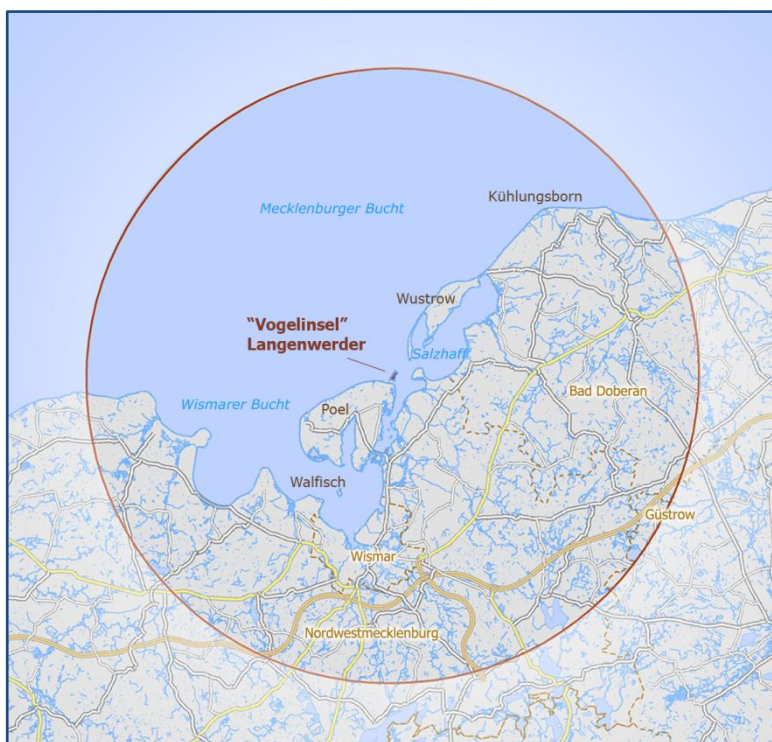 Kühlungsborn
Mecklenburger Bucht
Wustrow
"Vogelinsel"
Langenwerder
Salzhaff
Bad Doberan
Wismarer Bucht
Poel
Walfisch
Güstrow
Wismar
Nordwestmecklenburg